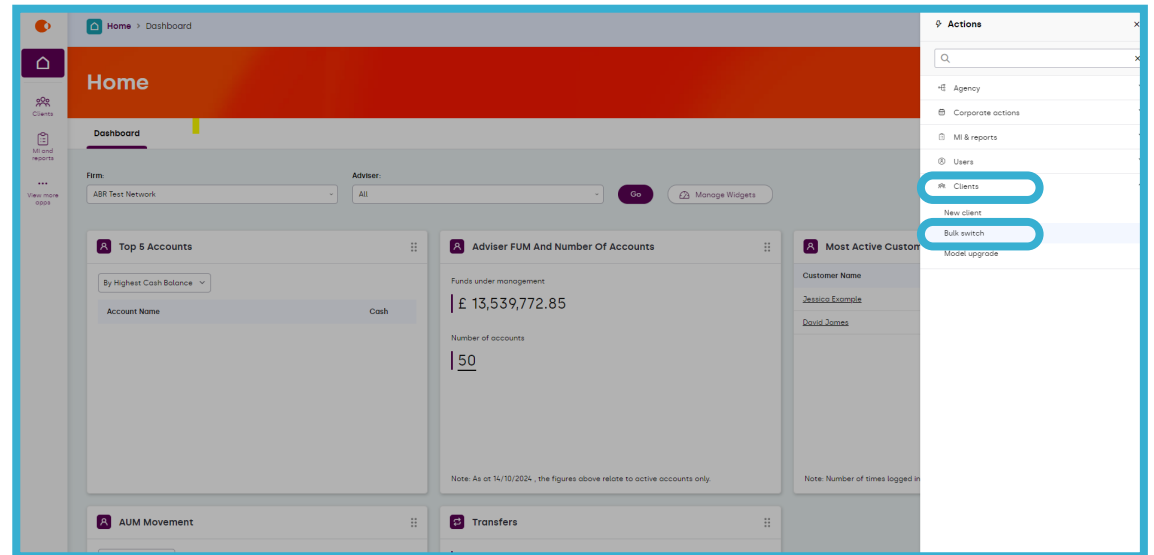 Home > Dashboard
Clients
MI and
reports
View more
apps
Home
Dashboard
Firm:
ABR Test Network
Adviser:
All
Go
Manage Widgets
Top 5 Accounts
By Highest Cash Balance
Account Name Cash
Adviser FUM And Number Of Accounts
Funds under management
£ 13,539,772.85
Number of accounts
50
Note: As at 14/10/2024 , the figures above relate to active accounts only.
Most Active Custom
Customer Name
Jessica Example
David James
Note: Number of times logged in
AUM Movement
Transfers
Actions
Agency
Corporate actions
MI & reports
Users
Clients
New client
Bulk switch
Model upgrade